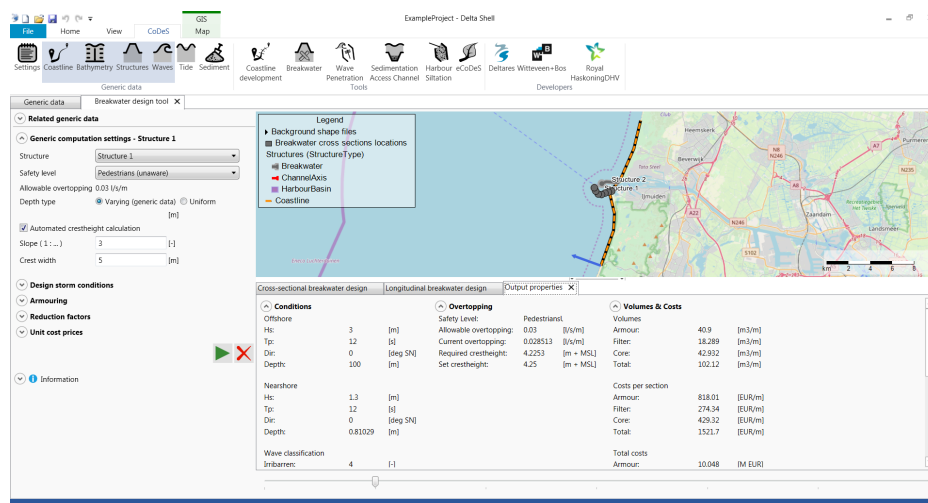 ExampleProject - Delta Shell
GIS
File Home View CoDeS Map
Settings Coastline Bathymetry Structures Waves Tide Sediment
Coastline development Breakwater Wave Penetration Sedimentation Access Channel Harbour Siltation eCoDeS
Deltares Witteveen+Bos Royal HaskoningDHV
Generic data Tools Developers
Generic data Breakwater design tool
Related generic data
Generic computation settings - Structure 1
Structure Structure 1
Safety level Pedestrians (unaware)
Allowable overtopping 0.03 l/s/m
Depth type Varying (generic data) Uniform
[m]
Automated crestheight calculation
Slope ( 1 : ... ) 3 [-]
Crest width 5 [m]
Design storm conditions
Armouring
Reduction factors
Unit cost prices
Information
Legend
Background shape files
Breakwater cross sections locations
Structures (StructureType)
Breakwater
ChannelAxis
HarbourBasin
Coastline
Heemskerk
Beverwijk
Structure 2
Structure 1
IJmuiden
Zaandam
Landsmeer
Purmeren
N8
N246
A7
N235
A8
A22
N246
S102
km 2 4 6 8
Cross-sectional breakwater design Longitudinal breakwater design Output properties
Conditions
Offshore
Hs: 3 [m]
Tp: 12 [s]
Dir: 0 [deg SN]
Depth: 100 [m]
Nearshore
Hs: 1.3 [m]
Tp: 12 [s]
Dir: 0 [deg SN]
Depth: 0.81029 [m]
Wave classification
Irribarren: 4 [-]
Overtopping
Safety Level: Pedestrians(.
Allowable overtopping: 0.03 [l/s/m]
Current overtopping: 0.028513 [l/s/m]
Required crestheight: 4.2253 [m + MSL]
Set crestheight: 4.25 [m + MSL]
Volumes & Costs
Volumes
Armour: 40.9 [m3/m]
Filter: 18.289 [m3/m]
Core: 42.932 [m3/m]
Total: 102.12 [m3/m]
Costs per section
Armour: 818.01 [EUR/m]
Filter: 274.34 [EUR/m]
Core: 429.32 [EUR/m]
Total: 1521.7 [EUR/m]
Total costs
Armour: 10.048 [M EUR]